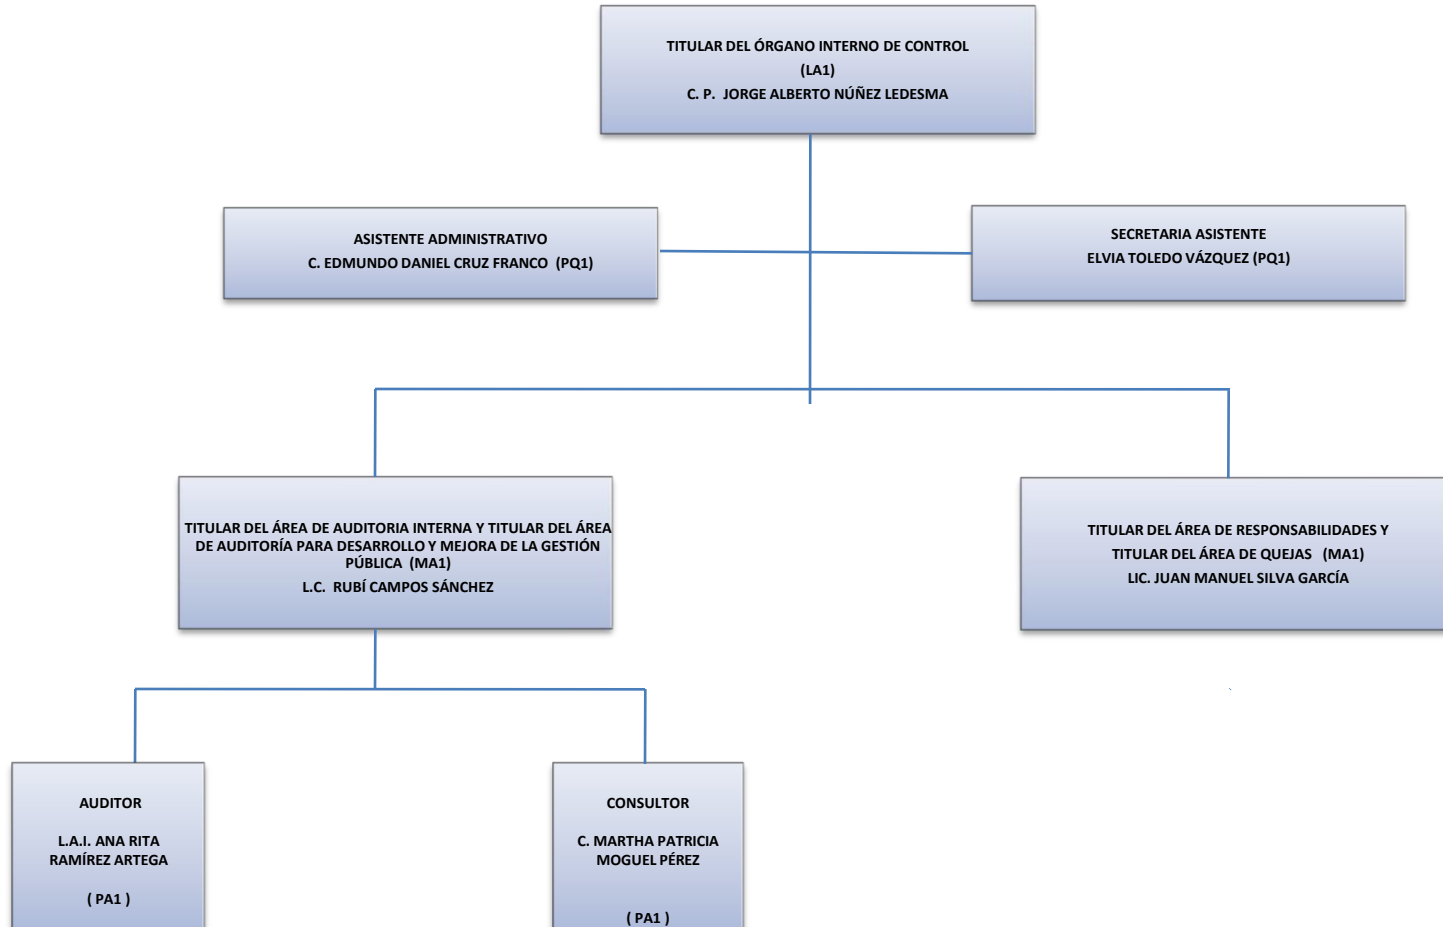 TITULAR DEL ÓRGANO INTERNO DE CONTROL
(LA1)
C. P. JORGE ALBERTO NÚÑEZ LEDESMA
ASISTENTE ADMINISTRATIVO
C. EDMUNDO DANIEL CRUZ FRANCO (PQ1)
SECRETARIA ASISTENTE
ELVIA TOLEDO VÁZQUEZ (PQ1)
TITULAR DEL ÁREA DE AUDITORIA INTERNA Y TITULAR DEL ÁREA
DE AUDITORÍA PARA DESARROLLO Y MEJORA DE LA GESTIÓN
PÚBLICA (MA1)
L.C. RUBÍ CAMPOS SÁNCHEZ
TITULAR DEL ÁREA DE RESPONSABILIDADES Y
TITULAR DEL ÁREA DE QUEJAS (MA1)
LIC. JUAN MANUEL SILVA GARCÍA
AUDITOR
L.A.I. ANA RITA
RAMÍREZ ARTEGA
( PA1 )
CONSULTOR
C. MARTHA PATRICIA
MOGUEL PÉREZ
( PA1 )